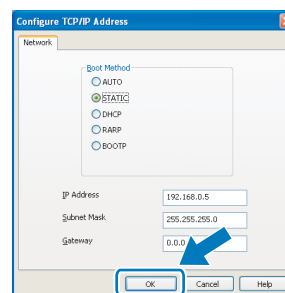 Configure TCP/IP Address
Network
Boot Method
AUTO
STATIC
DHCP
RARP
BOOTP
IP Address 192.168.0.5
Subnet Mask 255.255.255.0
Gateway 0.0.0
OK Cancel Help